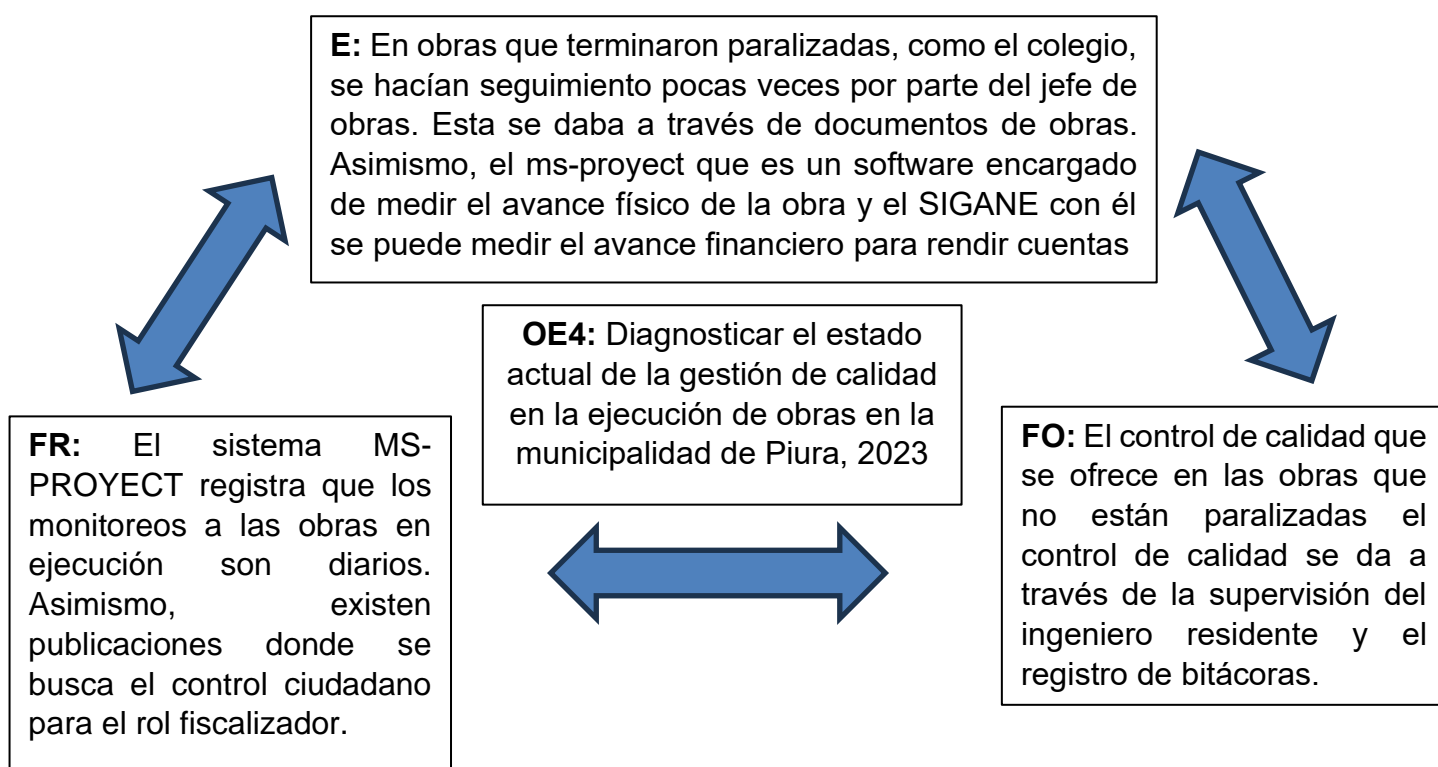 E: En obras que terminaron paralizadas, como el colegio,
se hacían seguimiento pocas veces por parte del jefe de
obras. Esta se daba a través de documentos de obras.
Asimismo, el ms-proyect que es un software encargado
de medir el avance físico de la obra y el SIGANE con él
se puede medir el avance financiero para rendir cuentas
OE4: Diagnosticar el estado
actual de la gestión de calidad
en la ejecución de obras en la
municipalidad de Piura, 2023
FR: El sistema MS-
PROYECT registra que los
monitoreos a las obras en
ejecución son diarios.
Asimismo, existen
publicaciones donde se
busca el control ciudadano
para el rol fiscalizador.
FO: El control de calidad que
se ofrece en las obras que
no están paralizadas el
control de calidad se da a
través de la supervisión del
ingeniero residente y el
registro de bitácoras.